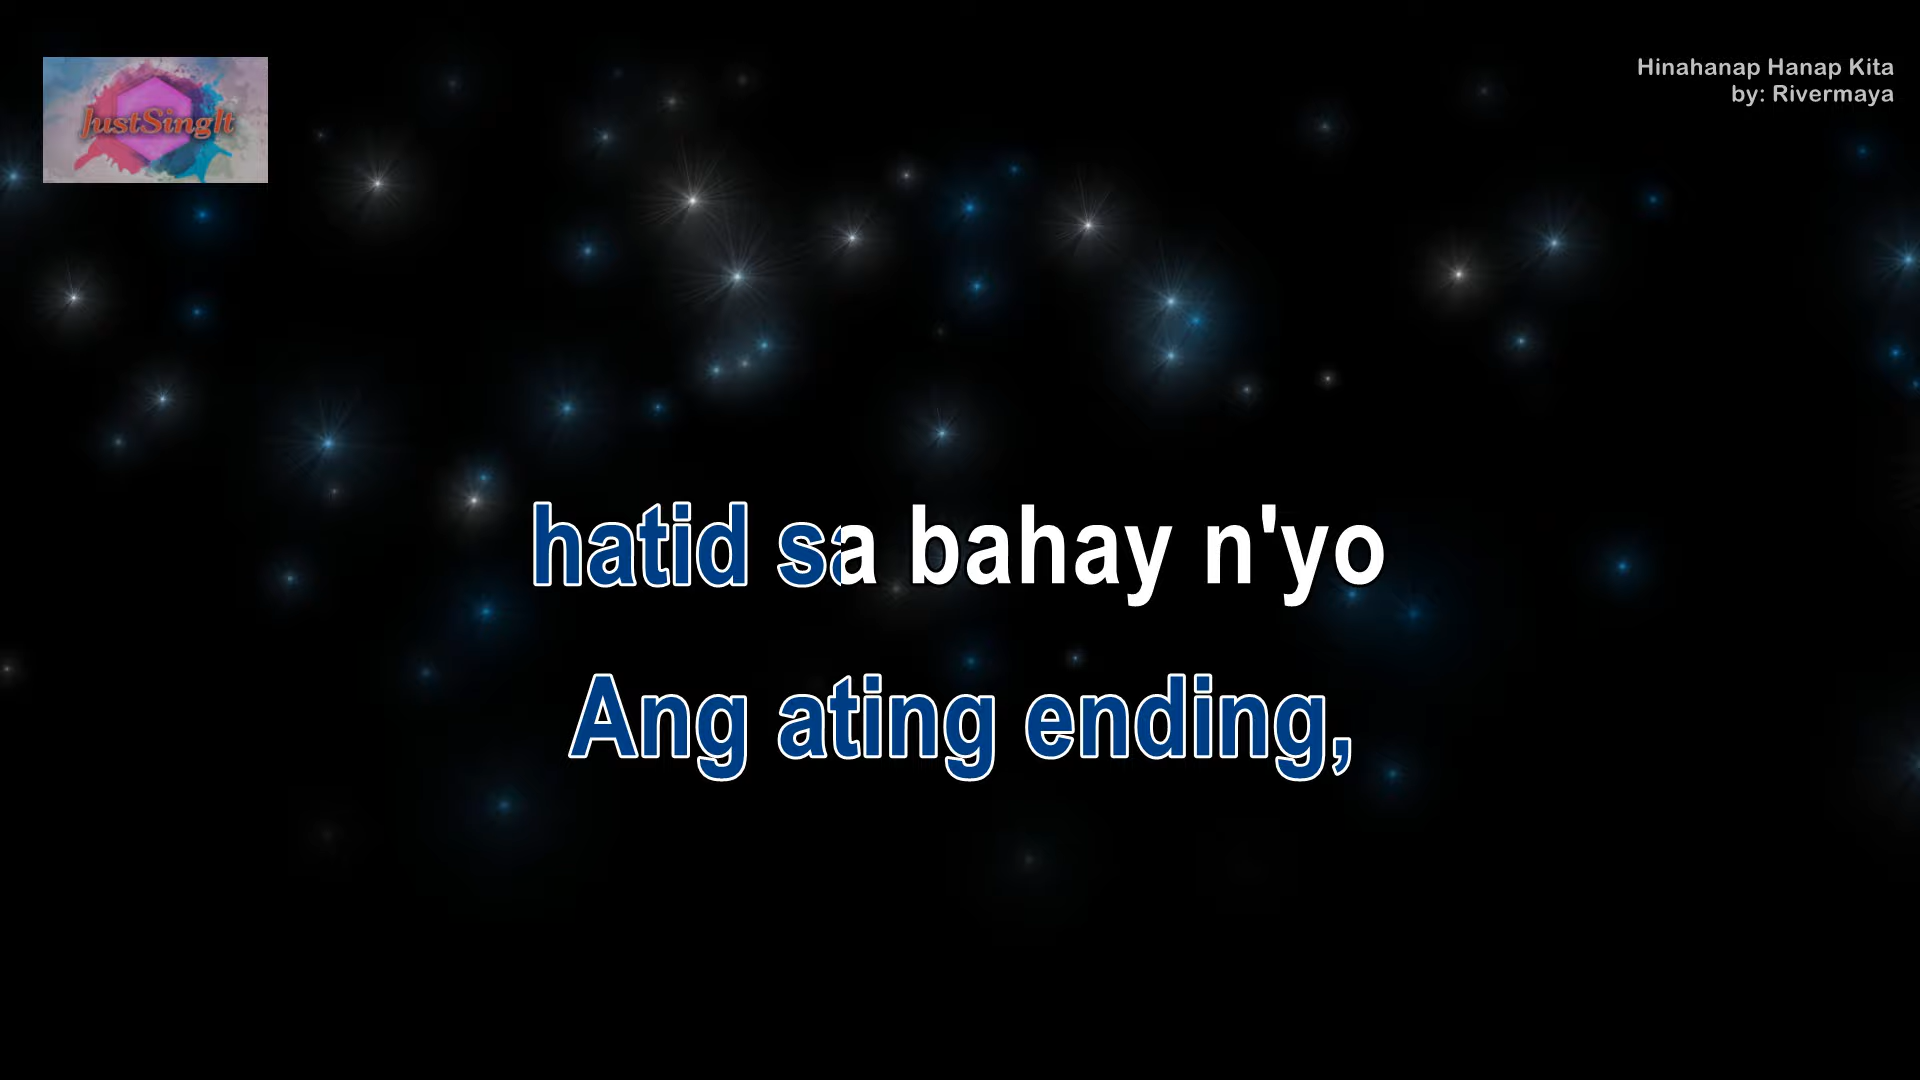 JustSingIt
Hinahanap Hanap Kita
by: Rivermaya
hatid sa bahay n'yo
Ang ating ending,